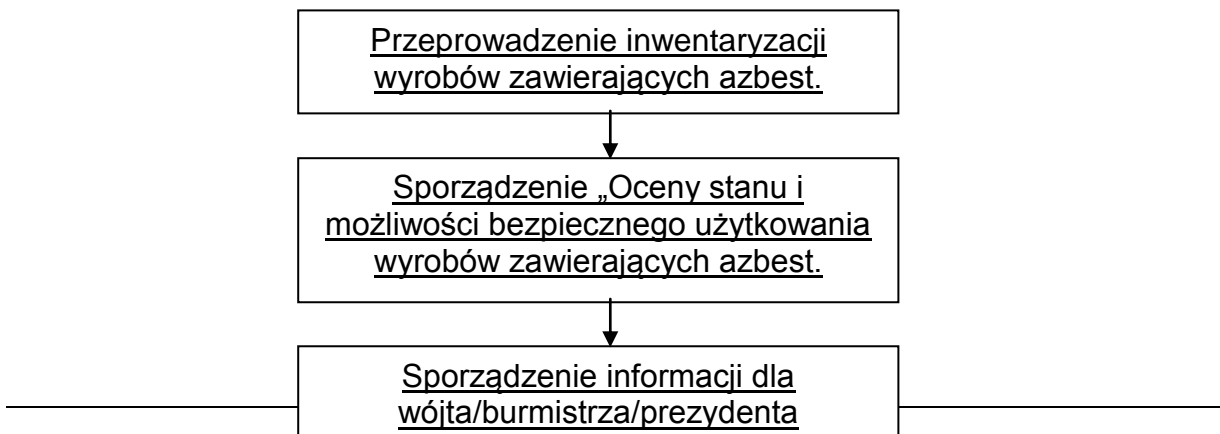 Przeprowadzenie inwentaryzacji
wyrobów zawierających azbest.
Sporządzenie „Oceny stanu i
możliwości bezpiecznego użytkowania
wyrobów zawierających azbest.
Sporządzenie informacji dla
wójta/burmistrza/prezydenta